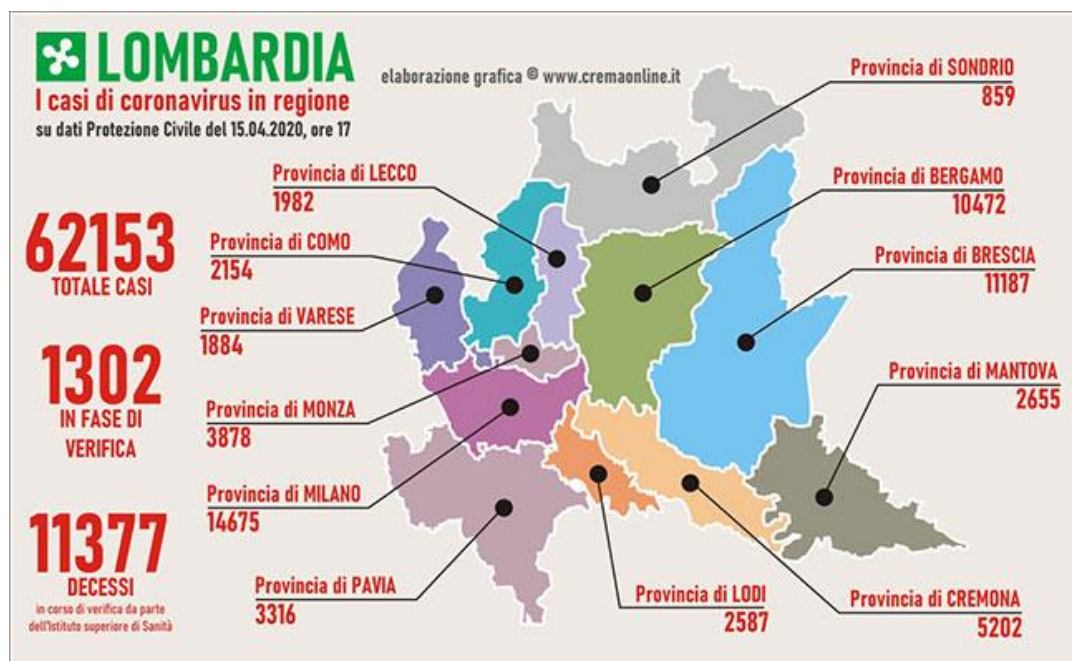 LOMBARDIA
I casi di coronavirus in regione
su dati Protezione Civile del 15.04.2020, ore 17
elaborazione grafica © www.cremaonline.it
62153
TOTALE CASI
1302
IN FASE DI
VERIFICA
11377
DECESSI
in corso di verifica da parte
dell'Istituto superiore di Sanità
Provincia di LECCO
1982
Provincia di COMO
2154
Provincia di VARESE
1884
Provincia di MONZA
3878
Provincia di MILANO
14675
Provincia di PAVIA
3316
Provincia di SONDRIO
859
Provincia di BERGAMO
10472
Provincia di BRESCIA
11187
Provincia di MANTOVA
2655
Provincia di LODI
2587
Provincia di CREMONA
5202